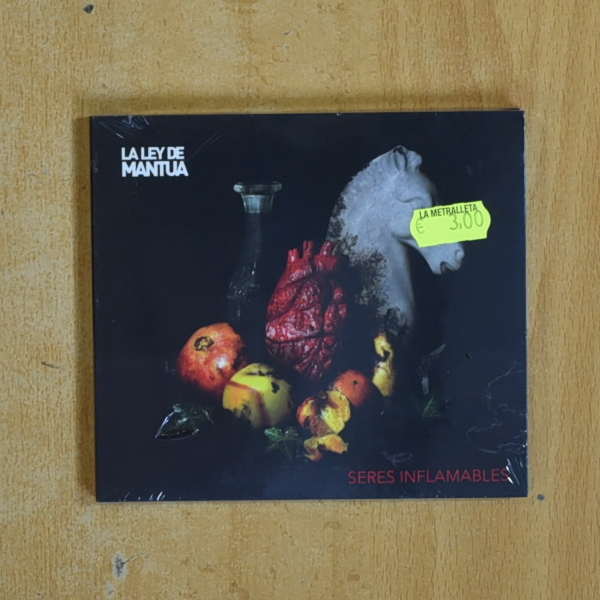 LA LEY DE
MANTUA
LA METRALLETA
€ 3,00
SERES INFLAMABLES